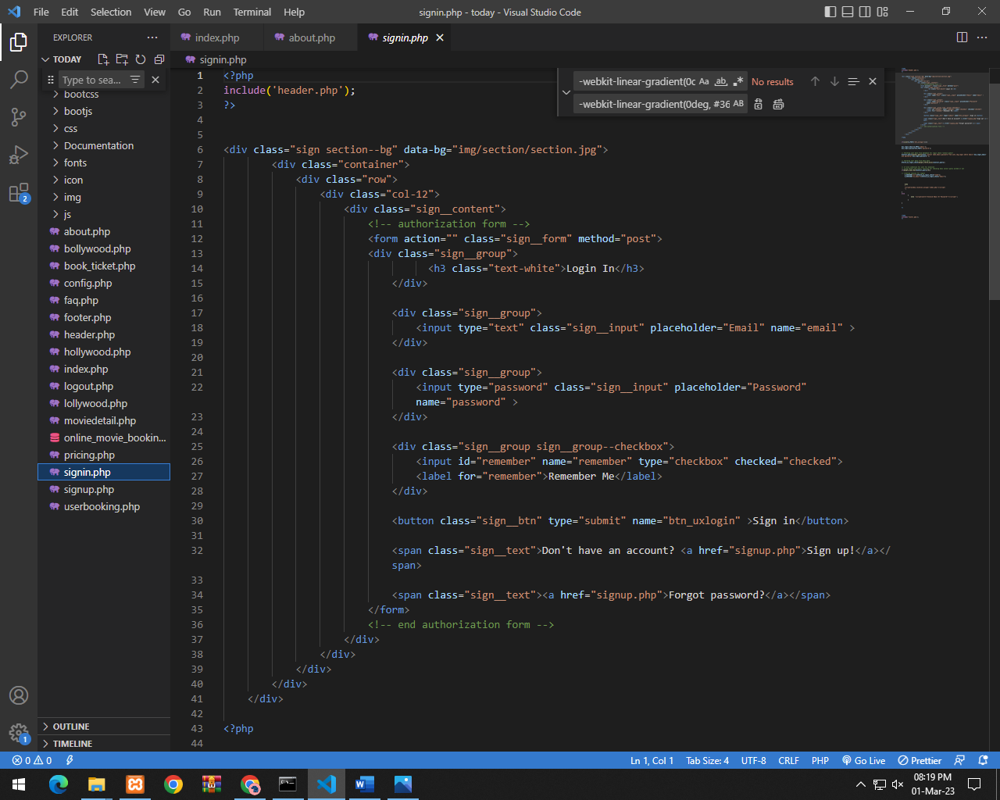 File Edit Selection View Go Run Terminal Help
signin.php - today - Visual Studio Code
EXPLORER
index.php
about.php
signin.php
TODAY
signin.php
Type to sea...
bootcss
bootjs
css
Documentation
fonts
icon
img
js
about.php
bollywood.php
book_ticket.php
config.php
faq.php
footer.php
header.php
hollywood.php
index.php
logout.php
lollywood.php
moviedetail.php
online_movie_bookin...
pricing.php
signin.php
signup.php
userbooking.php
OUTLINE
TIMELINE
2
1
-webkit-linear-gradient(0c Aa ab .* No results
-webkit-linear-gradient(0deg, #36 AB
1 <?php
2 include('header.php');
3 ?>
4
5
6 <div class="sign section--bg" data-bg="img/section/section.jpg">
7 <div class="container">
8 <div class="row">
9 <div class="col-12">
10 <div class="sign__content">
11 <!-- authorization form -->
12 <form action="" class="sign__form" method="post">
13 <div class="sign__group">
14 <h3 class="text-white">Login In</h3>
15 </div>
16
17 <div class="sign__group">
18 <input type="text" class="sign__input" placeholder="Email" name="email" >
19 </div>
20
21 <div class="sign__group">
22 <input type="password" class="sign__input" placeholder="Password"
name="password" >
23 </div>
24
25 <div class="sign__group sign__group--checkbox">
26 <input id="remember" name="remember" type="checkbox" checked="checked">
27 <label for="remember">Remember Me</label>
28 </div>
29
30 <button class="sign__btn" type="submit" name="btn_uxlogin" >Sign in</button>
31
32 <span class="sign__text">Don't have an account? <a href="signup.php">Sign up!</a></
span>
33
34 <span class="sign__text"><a href="signup.php">Forgot password?</a></span>
35 </form>
36 <!-- end authorization form -->
37 </div>
38 </div>
39 </div>
40 </div>
41 </div>
42
43 <?php
44
0 0
Ln 1, Col 1 Tab Size: 4 UTF-8 CRLF PHP Go Live Prettier
08:19 PM
01-Mar-23